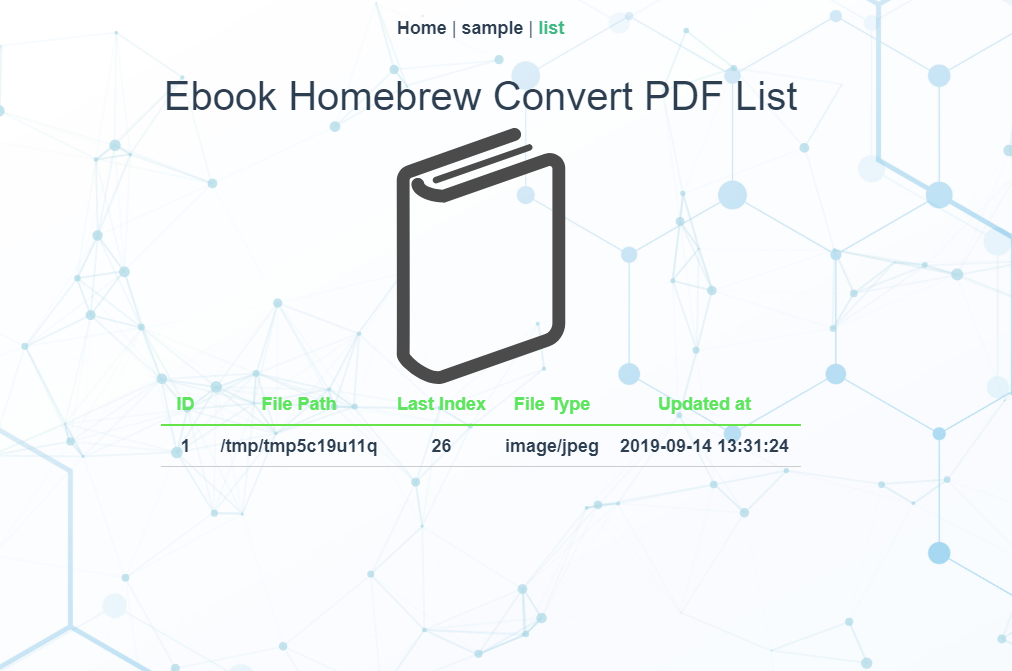 Home | sample | list
Ebook Homebrew Convert PDF List
ID File Path Last Index File Type Updated at
1 /tmp/tmp5c19u11q 26 image/jpeg 2019-09-14 13:31:24